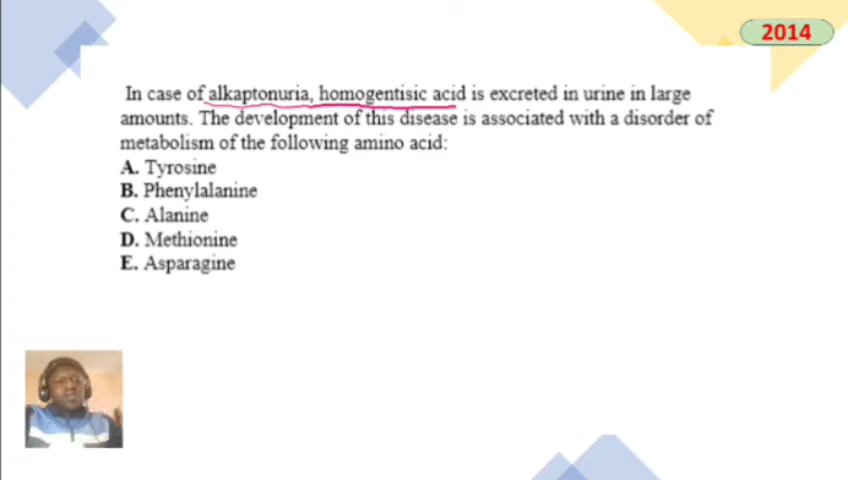 2014
In case of alkaptonuria, homogentisic acid is excreted in urine in large
amounts. The development of this disease is associated with a disorder of
metabolism of the following amino acid:
A. Tyrosine
B. Phenylalanine
C. Alanine
D. Methionine
E. Asparagine